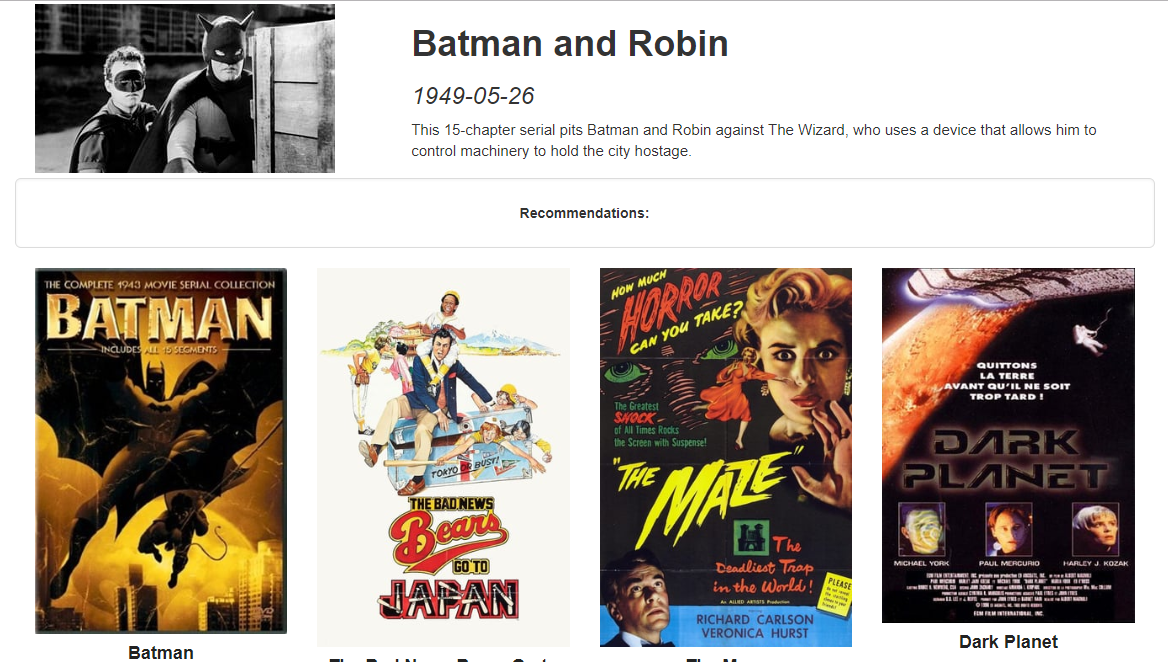 Batman and Robin
1949-05-26
This 15-chapter serial pits Batman and Robin against The Wizard, who uses a device that allows him to
control machinery to hold the city hostage.
Recommendations:
THE COMPLETE 1943 MOVIE SERIAL COLLECTION
BATMAN
INCLUDES ALL 15 SEGMENTS
Batman
TOKYO OR BUST!
THE BAD NEWS
Bears
GO TO
JAPAN
HOW MUCH
HORROR
CAN YOU TAKE?
The Greatest
SHOCK
of All Times Rocks
the Screen with Suspense!
"THE MAZE"
The
Deadliest Trap
in the World!
AN ALLIED ARTISTS Production
PLEASE
RICHARD CARLSON
VERONICA HURST
QUITTONS
LA TERRE
AVANT QU'IL NE SOIT
TROP TARD !
DARK
PLANET
MICHAEL YORK PAUL MERCURIO HARLEY J. KOZAK
Dark Planet